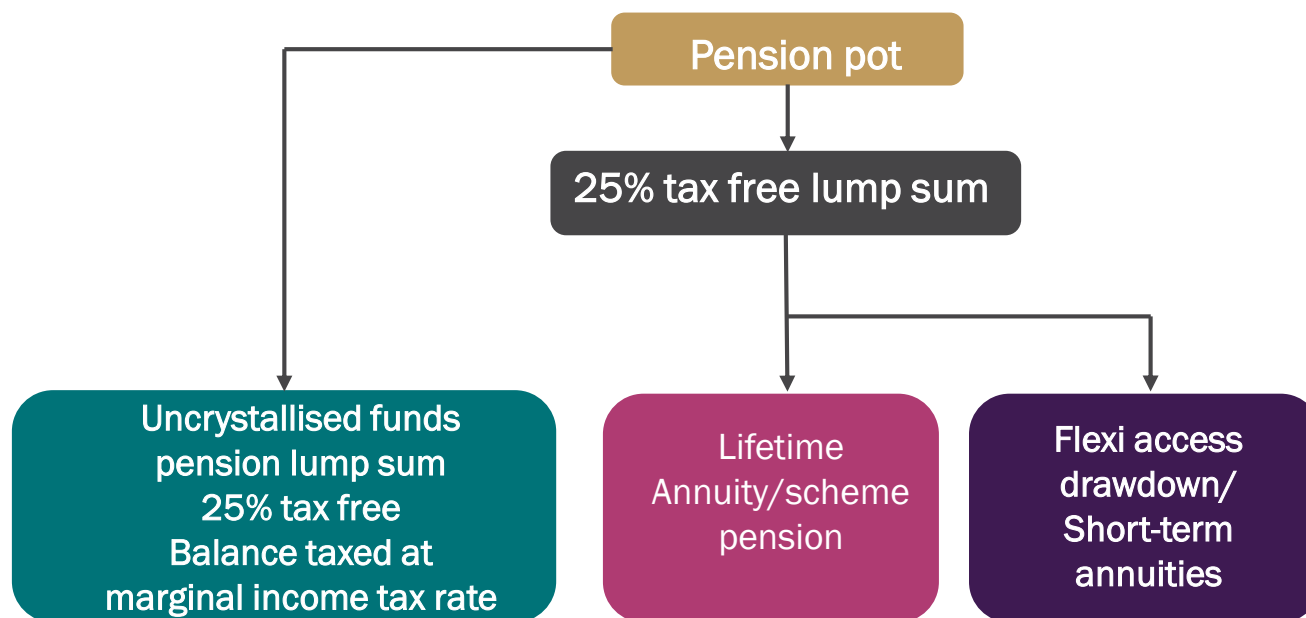 Pension pot
25% tax free lump sum
Uncrystallised funds
pension lump sum
25% tax free
Balance taxed at
marginal income tax rate
Lifetime
Annuity/scheme
pension
Flexi access
drawdown/
Short-term
annuities